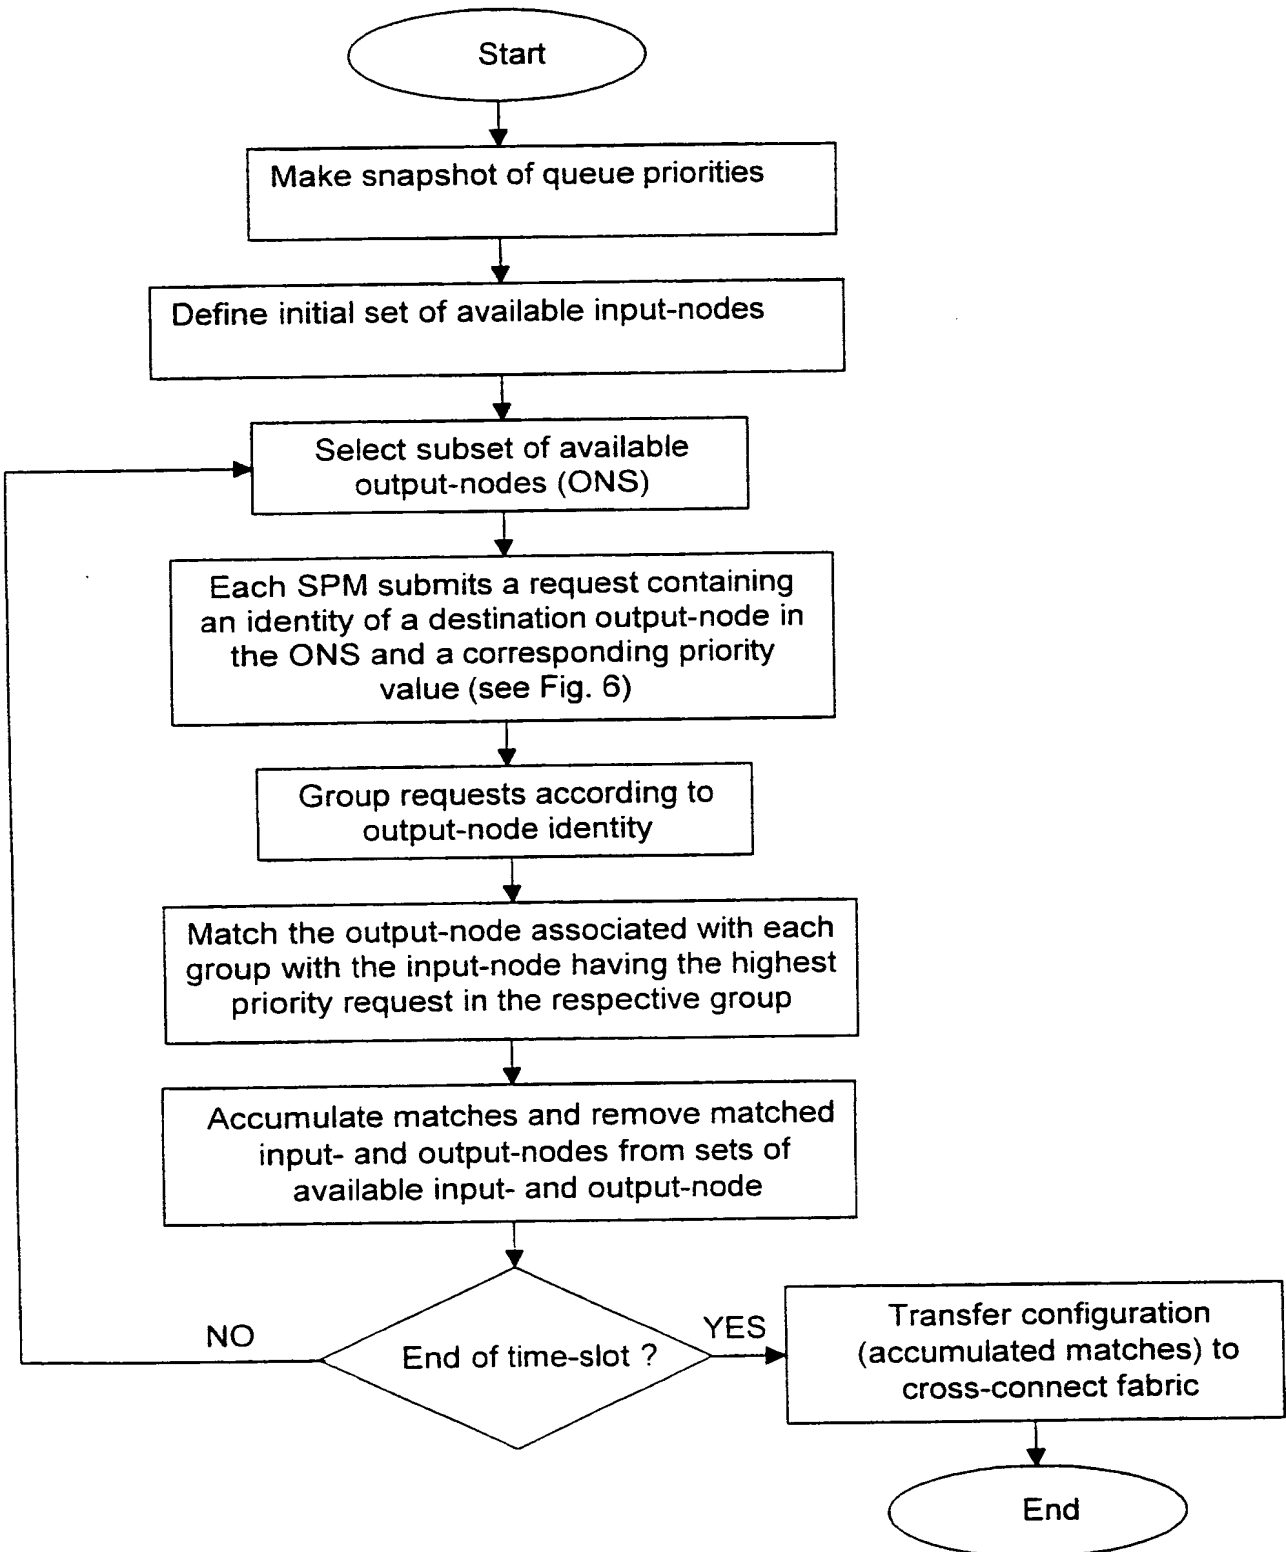 Start
Make snapshot of queue priorities
Define initial set of available input-nodes
Select subset of available
output-nodes (ONS)
Each SPM submits a request containing
an identity of a destination output-node in
the ONS and a corresponding priority
value (see Fig. 6)
Group requests according to
output-node identity
Match the output-node associated with each
group with the input-node having the highest
priority request in the respective group
Accumulate matches and remove matched
input- and output-nodes from sets of
available input- and output-node
NO
End of time-slot ?
YES
Transfer configuration
(accumulated matches) to
cross-connect fabric
End